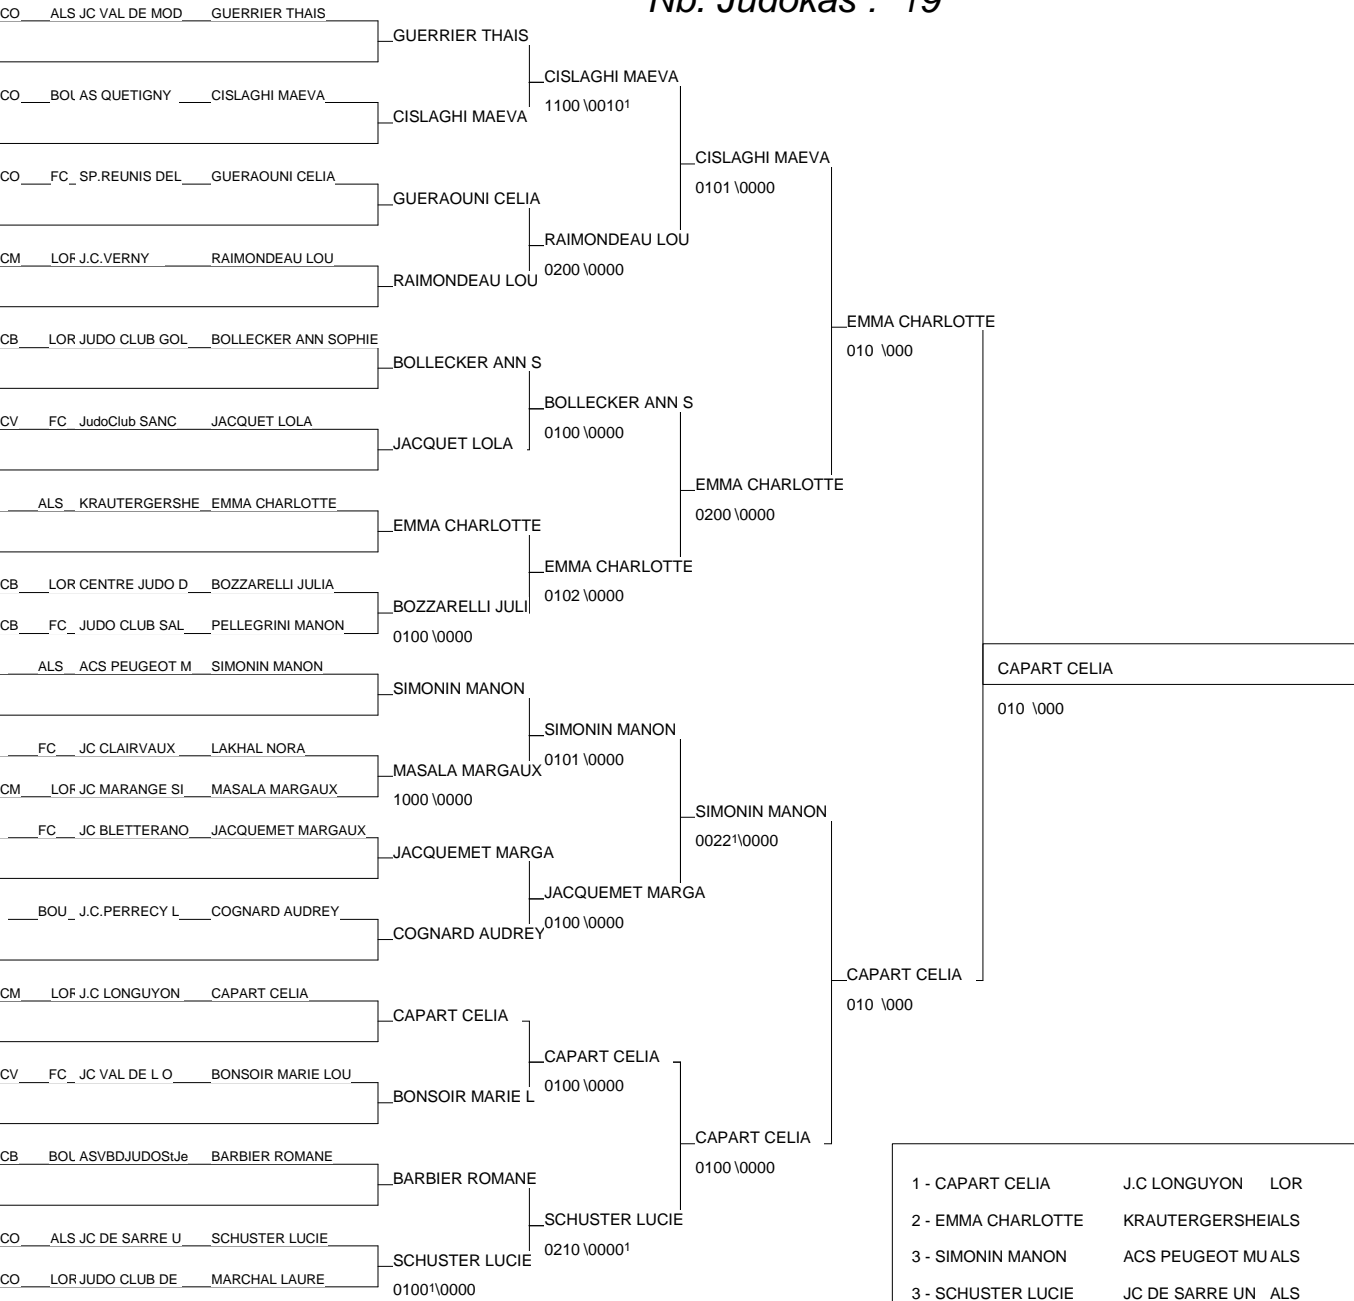 Nb. Judokas : 19
CO ALS JC VAL DE MOD GUERRIER THAIS
GUERRIER THAIS
CISLAGHI MAEVA
1100 \0010¹
CO BOU AS QUETIGNY CISLAGHI MAEVA
CISLAGHI MAEVA
CISLAGHI MAEVA
0101 \0000
CO FC SP.REUNIS DEL GUERAOUNI CELIA
GUERAOUNI CELIA
RAIMONDEAU LOU
0200 \0000
CM LOR J.C.VERNY RAIMONDEAU LOU
RAIMONDEAU LOU
EMMA CHARLOTTE
010 \000
CB LOR JUDO CLUB GOL BOLLECKER ANN SOPHIE
BOLLECKER ANN S
BOLLECKER ANN S
0100 \0000
CV FC JudoClub SANC JACQUET LOLA
JACQUET LOLA
EMMA CHARLOTTE
0200 \0000
ALS KRAUTERGERSHE EMMA CHARLOTTE
EMMA CHARLOTTE
EMMA CHARLOTTE
0102 \0000
CB LOR CENTRE JUDO D BOZZARELLI JULIA
BOZZARELLI JULI
CB FC JUDO CLUB SAL PELLEGRINI MANON
0100 \0000
ALS ACS PEUGEOT M SIMONIN MANON
CAPART CELIA
010 \000
SIMONIN MANON
SIMONIN MANON
0101 \0000
FC JC CLAIRVAUX LAKHAL NORA
MASALA MARGAUX
CM LOR JC MARANGE SI MASALA MARGAUX
1000 \0000
SIMONIN MANON
0022¹\0000
FC JC BLETTERANO JACQUEMET MARGAUX
JACQUEMET MARGA
JACQUEMET MARGA
0100 \0000
BOU J.C.PERRECY L COGNARD AUDREY
COGNARD AUDREY
CAPART CELIA
010 \000
CM LOR J.C LONGUYON CAPART CELIA
CAPART CELIA
CAPART CELIA
0100 \0000
CV FC JC VAL DE L O BONSOIR MARIE LOU
BONSOIR MARIE L
CAPART CELIA
0100 \0000
CB BOU ASVBDJUDOStJe BARBIER ROMANE
BARBIER ROMANE
SCHUSTER LUCIE
0210 \0000¹
CO ALS JC DE SARRE U SCHUSTER LUCIE
SCHUSTER LUCIE
CO LOR JUDO CLUB DE MARCHAL LAURE
0100¹\0000
1 - CAPART CELIA J.C LONGUYON LOR
2 - EMMA CHARLOTTE KRAUTERGERSHEI ALS
3 - SIMONIN MANON ACS PEUGEOT MU ALS
3 - SCHUSTER LUCIE JC DE SARRE UN ALS